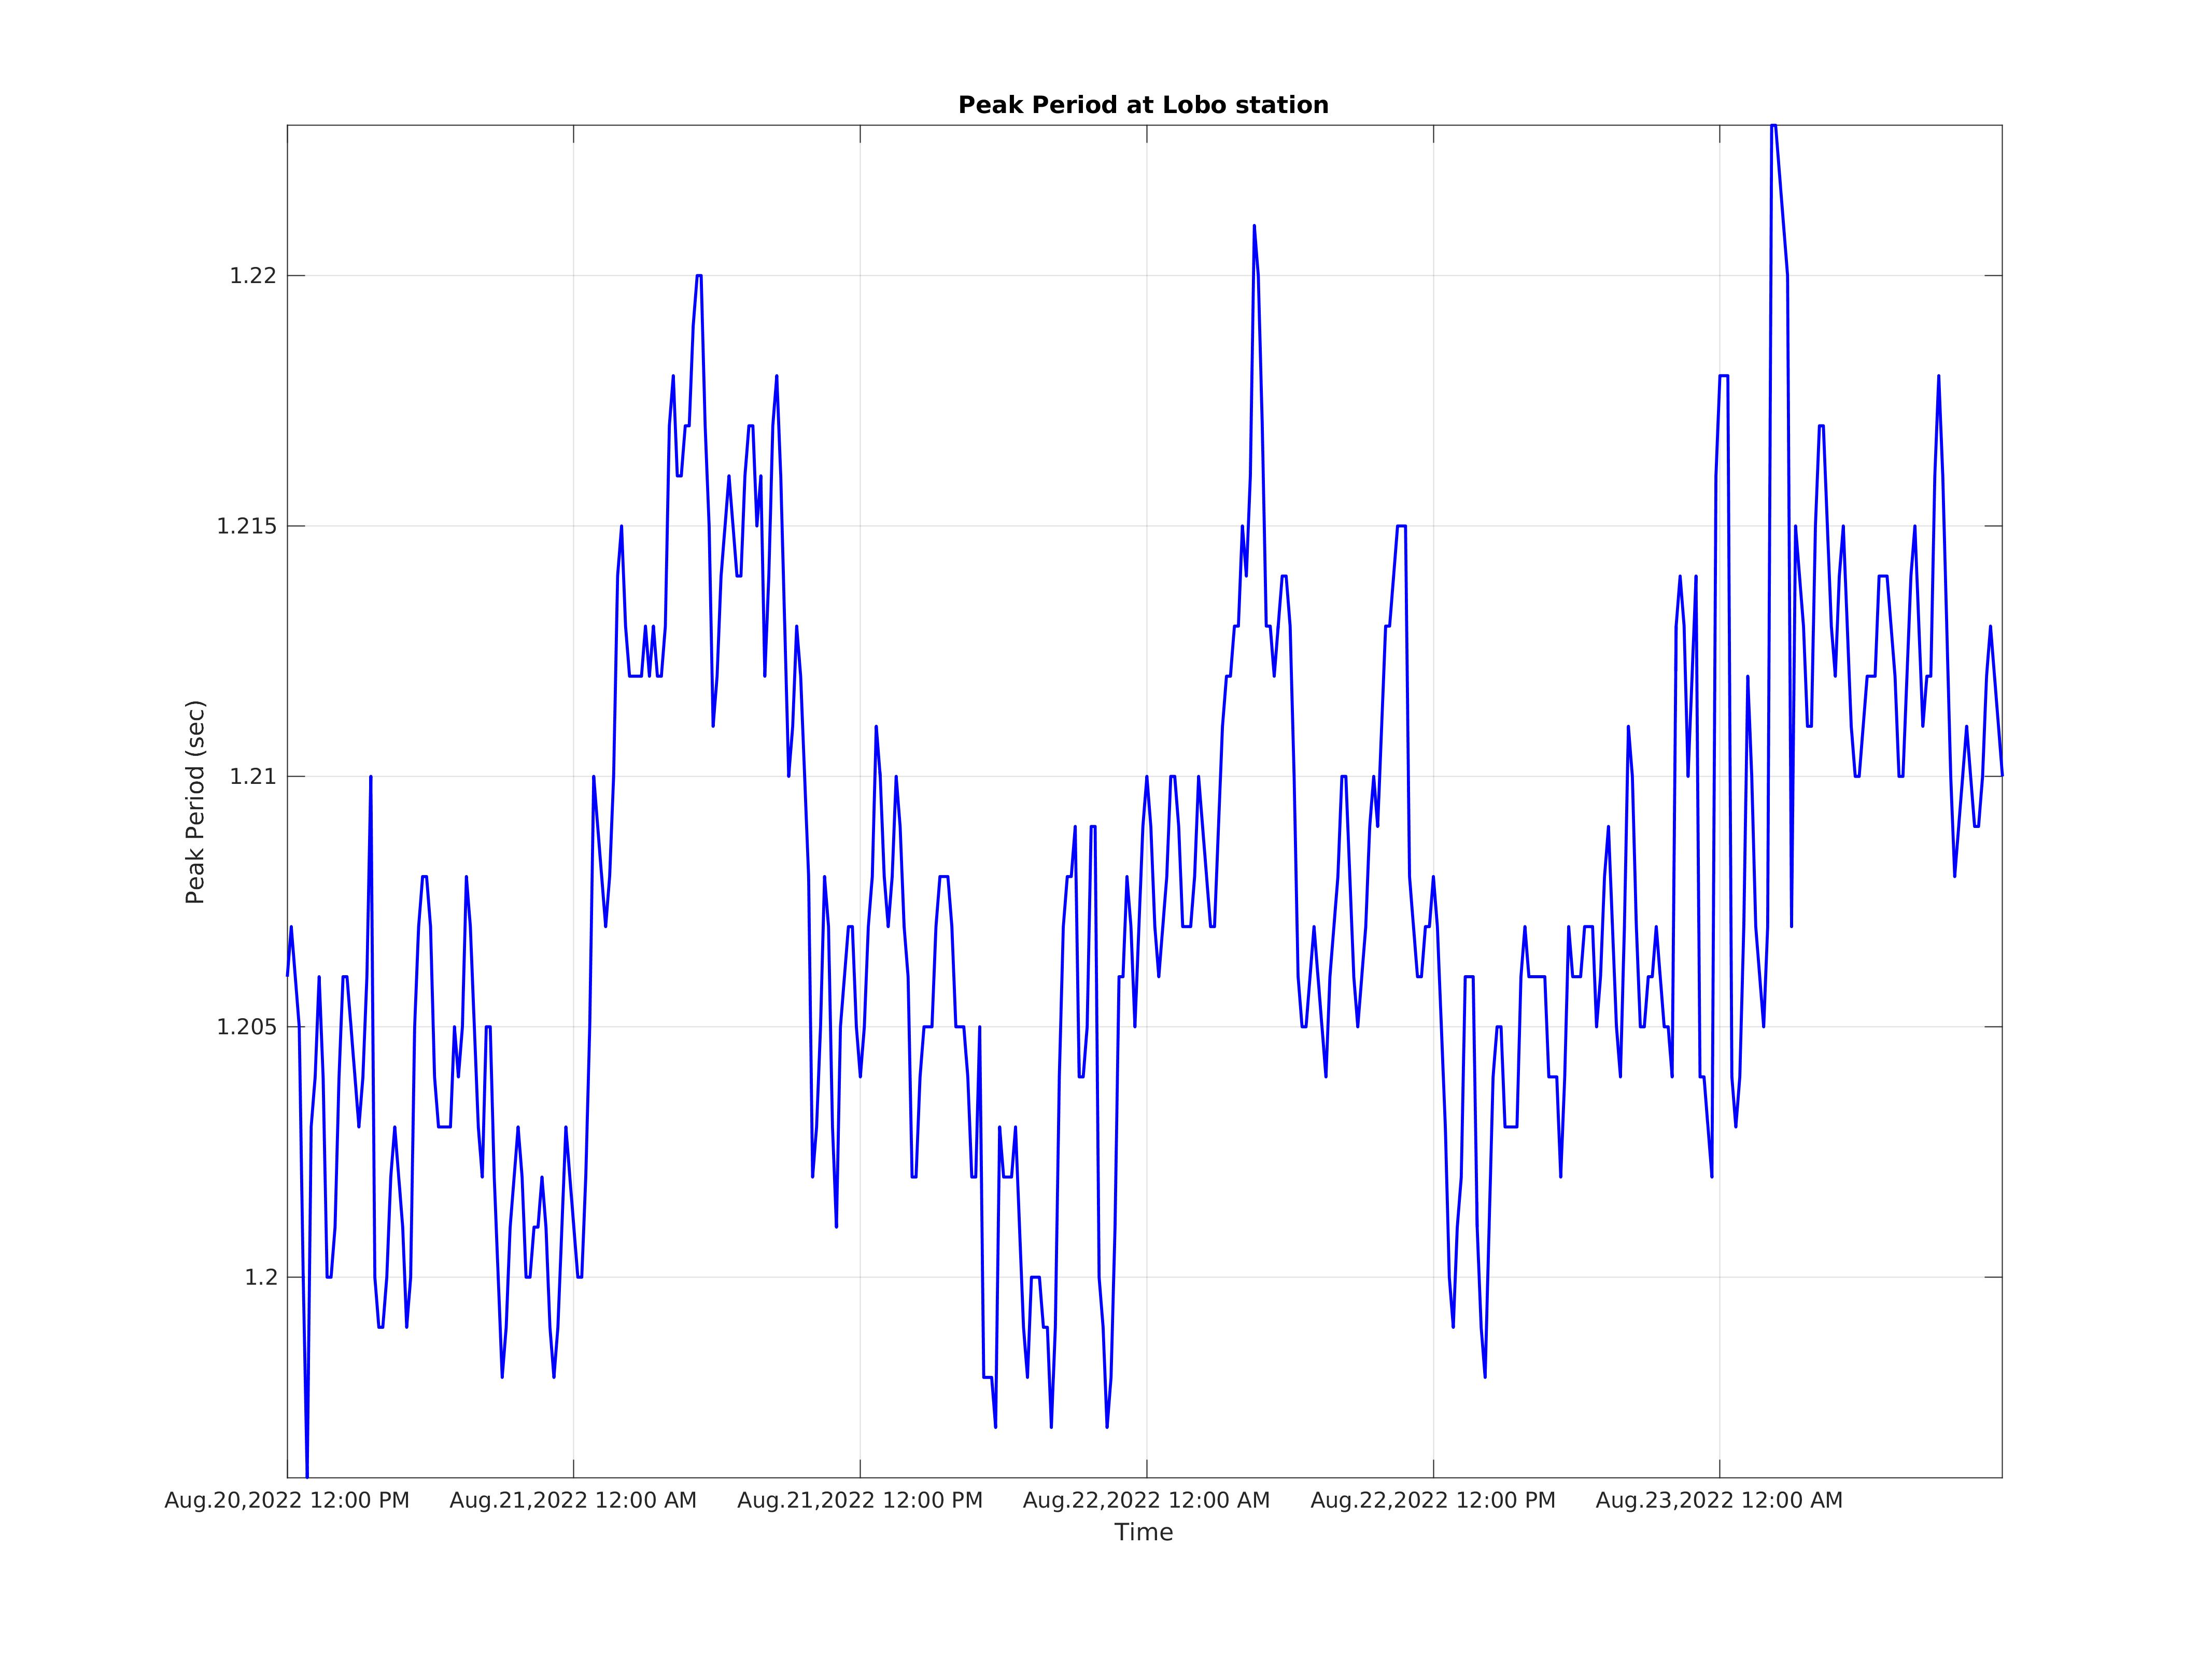 Peak Period at Lobo station
1.22
1.215
1.21
1.205
1.2
Peak Period (sec)
Aug.20,2022 12:00 PM Aug.21,2022 12:00 AM Aug.21,2022 12:00 PM Aug.22,2022 12:00 AM Aug.22,2022 12:00 PM Aug.23,2022 12:00 AM
Time